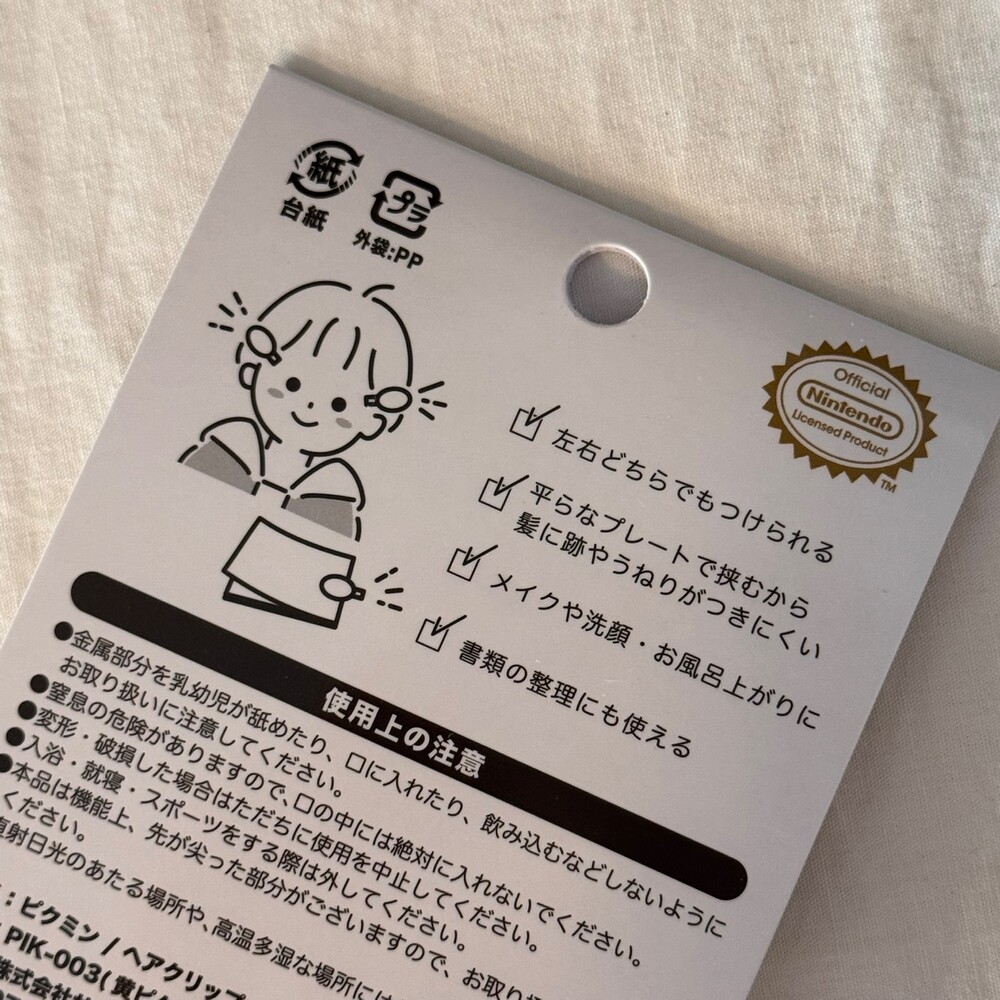 紙
台紙
プラ
外袋:PP
Official
Nintendo
Licensed Product
TM
左右どちらでもつけられる
平らなプレートで挟むから
髪に跡やうねりがつきにくい
メイクや洗顔・お風呂上がりに
書類の整理にも使える
使用上の注意
●金属部分を乳幼児が舐めたり、口に入れたり、飲み込むなどしないように
お取り扱いに注意してください。
●窒息の危険がありますので、口の中には絶対に入れないでください。
●変形・破損した場合はただちに使用を中止してください。
●入浴・就寝・スポーツをする際は外してください。
●本品は機能上、先が尖った部分がございますので、お取り
ください。
直射日光のあたる場所や、高温多湿な場所には
:ピクミン / ヘアクリップ
PIK-003(黄ピク
株式会社